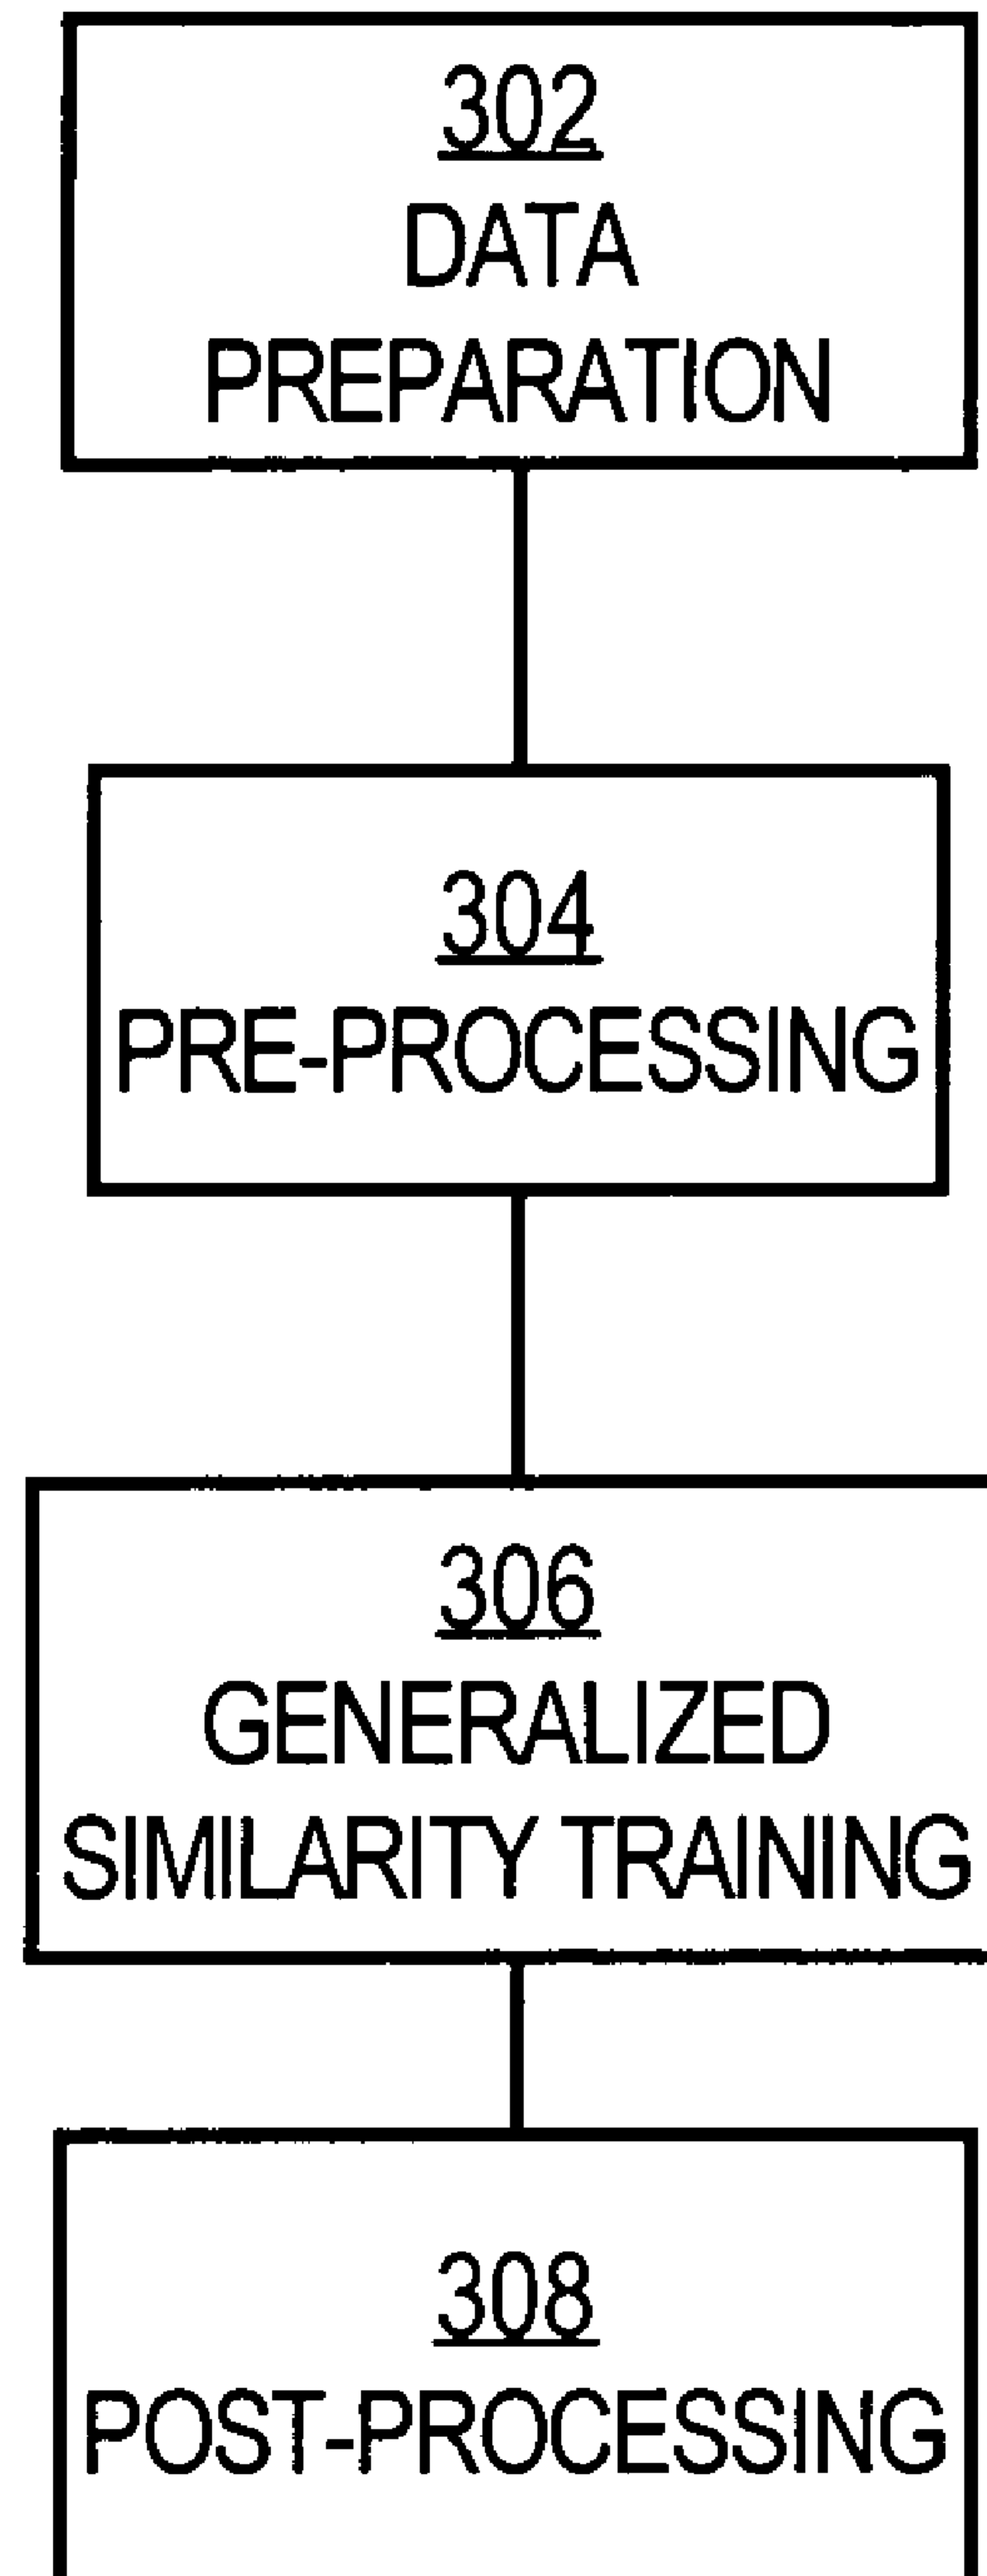 302
DATA
PREPARATION
304
PRE-PROCESSING
306
GENERALIZED
SIMILARITY TRAINING
308
POST-PROCESSING